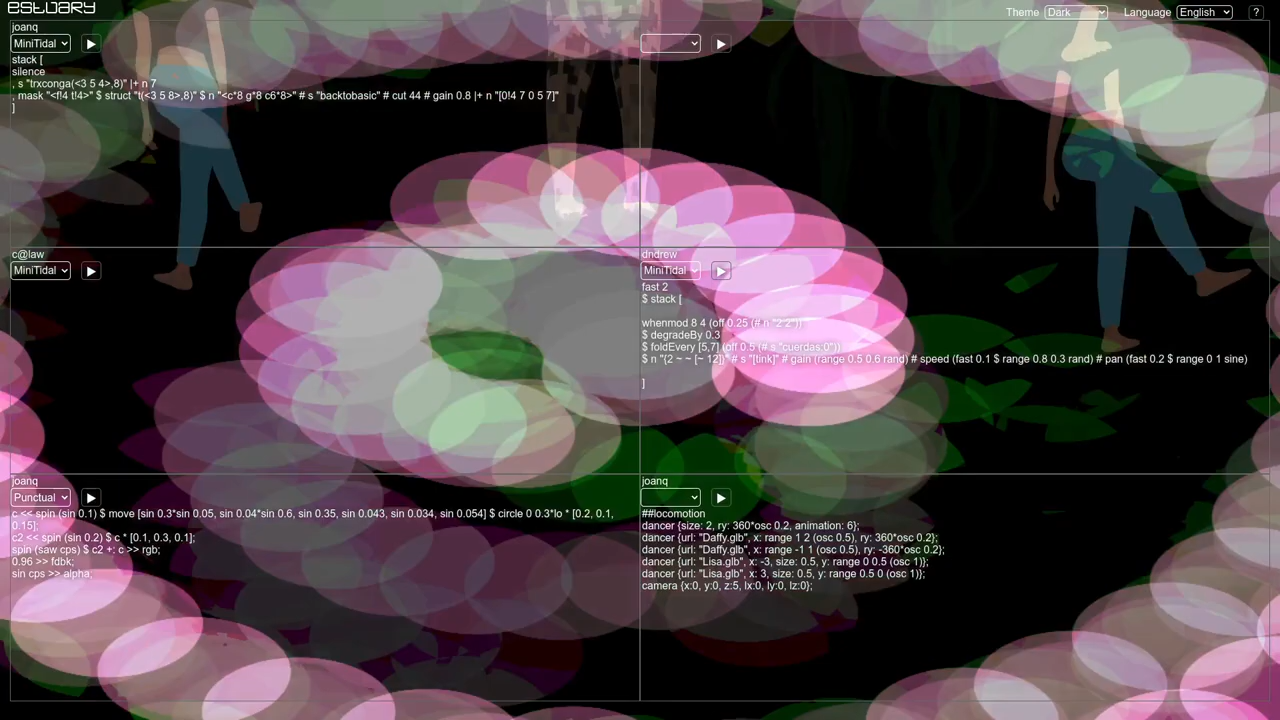 estuary
Theme Dark Language English ?
joanq
MiniTidal ▶
stack [
silence
, s "trxconga(<3 5 4>,8)" |+ n 7
, mask "<f!4 t!4>" $ struct "t(<3 5 8>,8)" $ n "<c*8 g*8 c6*8>" # s "backtobasic" # cut 44 # gain 0.8 |+ n "[0!4 7 0 5 7]"
]
c@law
MiniTidal ▶
dndrew
MiniTidal ▶
fast 2
$ stack [
whenmod 8 4 (off 0.25 (# n "2 2"))
$ degradeBy 0.3
$ foldEvery [5,7] (off 0.5 (# s "cuerdas:0"))
$ n "{2 ~ ~ [~ 12]}" # s "[tink]" # gain (range 0.5 0.6 rand) # speed (fast 0.1 $ range 0.8 0.3 rand) # pan (fast 0.2 $ range 0 1 sine)
]
joanq
Punctual ▶
c << spin (sin 0.1) $ move [sin 0.3*sin 0.05, sin 0.04*sin 0.6, sin 0.35, sin 0.043, sin 0.034, sin 0.054] $ circle 0 0.3*lo * [0.2, 0.1,
0.15];
c2 << spin (sin 0.2) $ c * [0.1, 0.3, 0.1];
spin (saw cps) $ c2 +: c >> rgb;
0.96 >> fdbk;
sin cps >> alpha;
joanq
##locomotion
dancer {size: 2, ry: 360*osc 0.2, animation: 6};
dancer {url: "Daffy.glb", x: range 1 2 (osc 0.5), ry: 360*osc 0.2};
dancer {url: "Daffy.glb", x: range -1 1 (osc 0.5), ry: -360*osc 0.2};
dancer {url: "Lisa.glb", x: -3, size: 0.5, y: range 0 0.5 (osc 1)};
dancer {url: "Lisa.glb", x: 3, size: 0.5, y: range 0.5 0 (osc 1)};
camera {x:0, y:0, z:5, lx:0, ly:0, lz:0};